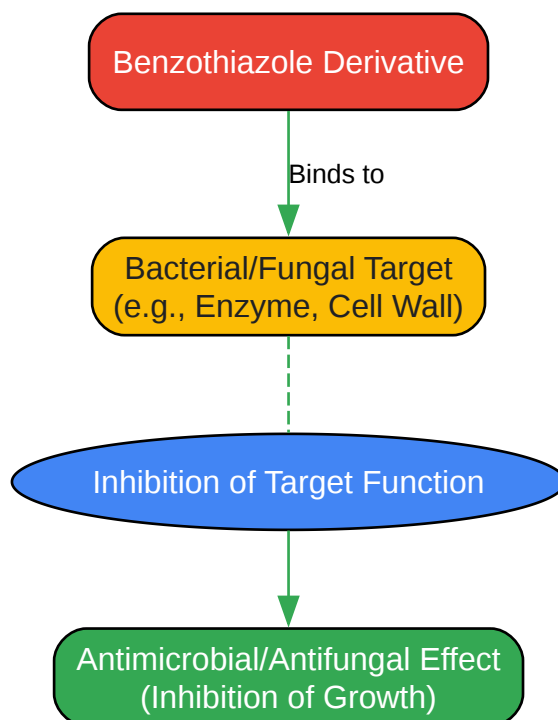 Benzothiazole Derivative
Binds to
Bacterial/Fungal Target
(e.g., Enzyme, Cell Wall)
Inhibition of Target Function
Antimicrobial/Antifungal Effect
(Inhibition of Growth)